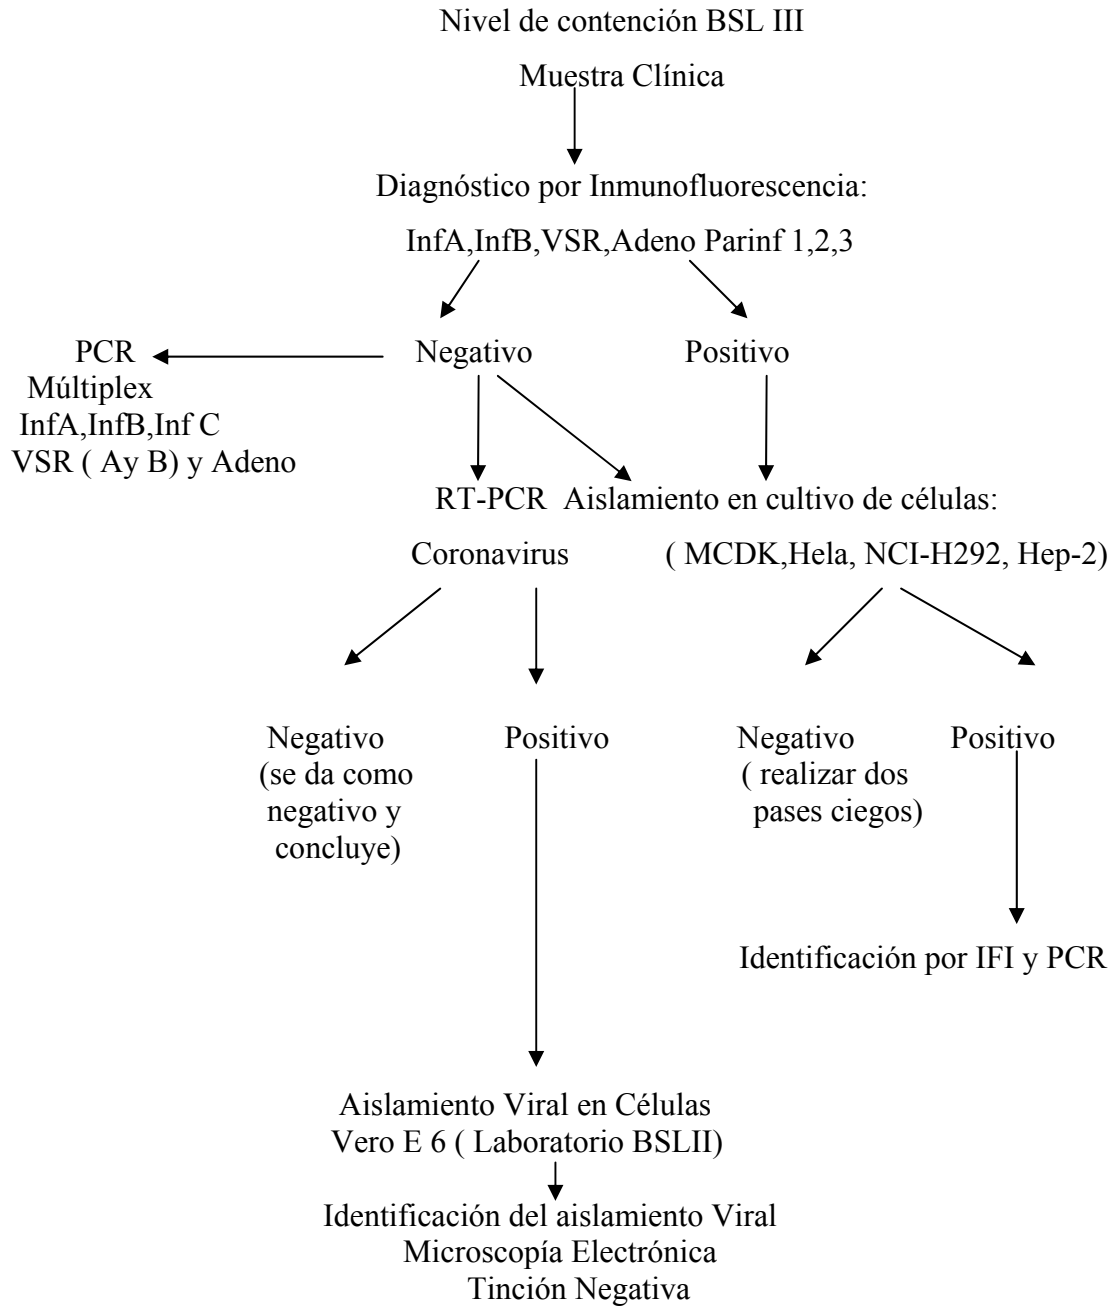 Nivel de contención BSL III
Muestra Clínica
Diagnóstico por Inmunofluorescencia:
InfA,InfB,VSR,Adeno Parinf 1,2,3
PCR
Múltiplex
InfA,InfB,Inf C
VSR ( Ay B) y Adeno
Negativo
Positivo
RT-PCR
Coronavirus
Aislamiento en cultivo de células:
( MCDK,Hela, NCI-H292, Hep-2)
Negativo
(se da como
negativo y
concluye)
Positivo
Negativo
( realizar dos
pases ciegos)
Positivo
Identificación por IFI y PCR
Aislamiento Viral en Células
Vero E 6 ( Laboratorio BSLII)
Identificación del aislamiento Viral
Microscopía Electrónica
Tinción Negativa